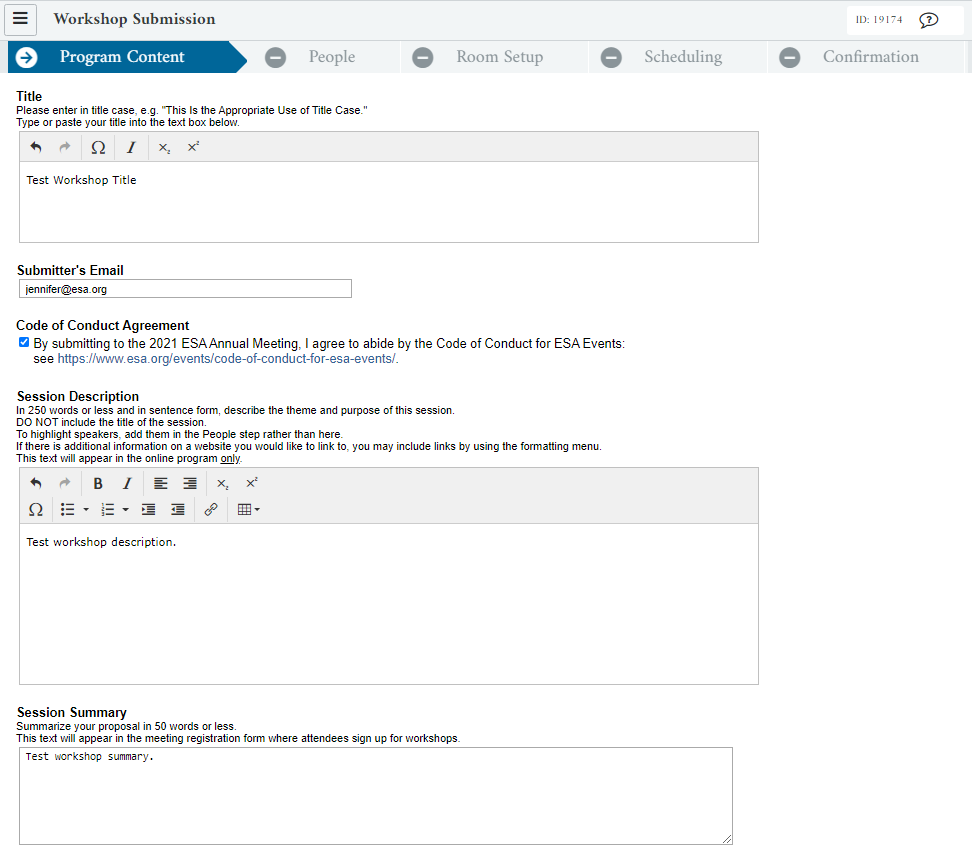 Workshop Submission
ID: 19174
Program Content
People
Room Setup
Scheduling
Confirmation
Title
Please enter in title case, e.g. "This Is the Appropriate Use of Title Case."
Type or paste your title into the text box below.
Test Workshop Title
Submitter's Email
jennifer@esa.org
Code of Conduct Agreement
By submitting to the 2021 ESA Annual Meeting, I agree to abide by the Code of Conduct for ESA Events:
see https://www.esa.org/events/code-of-conduct-for-esa-events/.
Session Description
In 250 words or less and in sentence form, describe the theme and purpose of this session.
DO NOT include the title of the session.
To highlight speakers, add them in the People step rather than here.
If there is additional information on a website you would like to link to, you may include links by using the formatting menu.
This text will appear in the online program only.
Test workshop description.
Session Summary
Summarize your proposal in 50 words or less.
This text will appear in the meeting registration form where attendees sign up for workshops.
Test workshop summary.